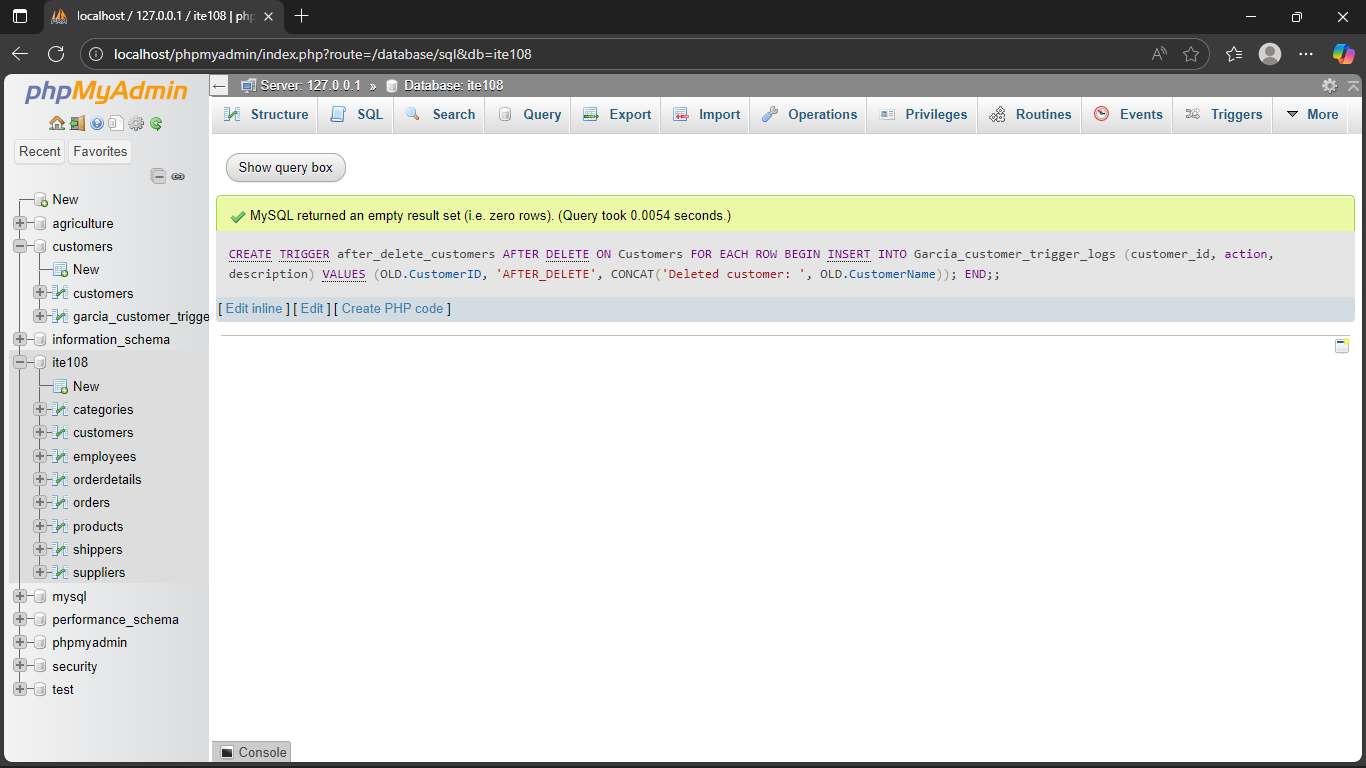 localhost / 127.0.0.1 / ite108 | php
localhost/phpmyadmin/index.php?route=/database/sql&db=ite108
phpMyAdmin
Recent Favorites
New
agriculture
customers
New
customers
garcia_customer_trigge
information_schema
ite108
New
categories
customers
employees
orderdetails
orders
products
shippers
suppliers
mysql
performance_schema
phpmyadmin
security
test
Server: 127.0.0.1 » Database: ite108
Structure SQL Search Query Export Import Operations Privileges Routines Events Triggers More
Show query box
MySQL returned an empty result set (i.e. zero rows). (Query took 0.0054 seconds.)
CREATE TRIGGER after_delete_customers AFTER DELETE ON Customers FOR EACH ROW BEGIN INSERT INTO Garcia_customer_trigger_logs (customer_id, action,
description) VALUES (OLD.CustomerID, 'AFTER_DELETE', CONCAT('Deleted customer: ', OLD.CustomerName)); END;;
[ Edit inline ] [ Edit ] [ Create PHP code ]
Console